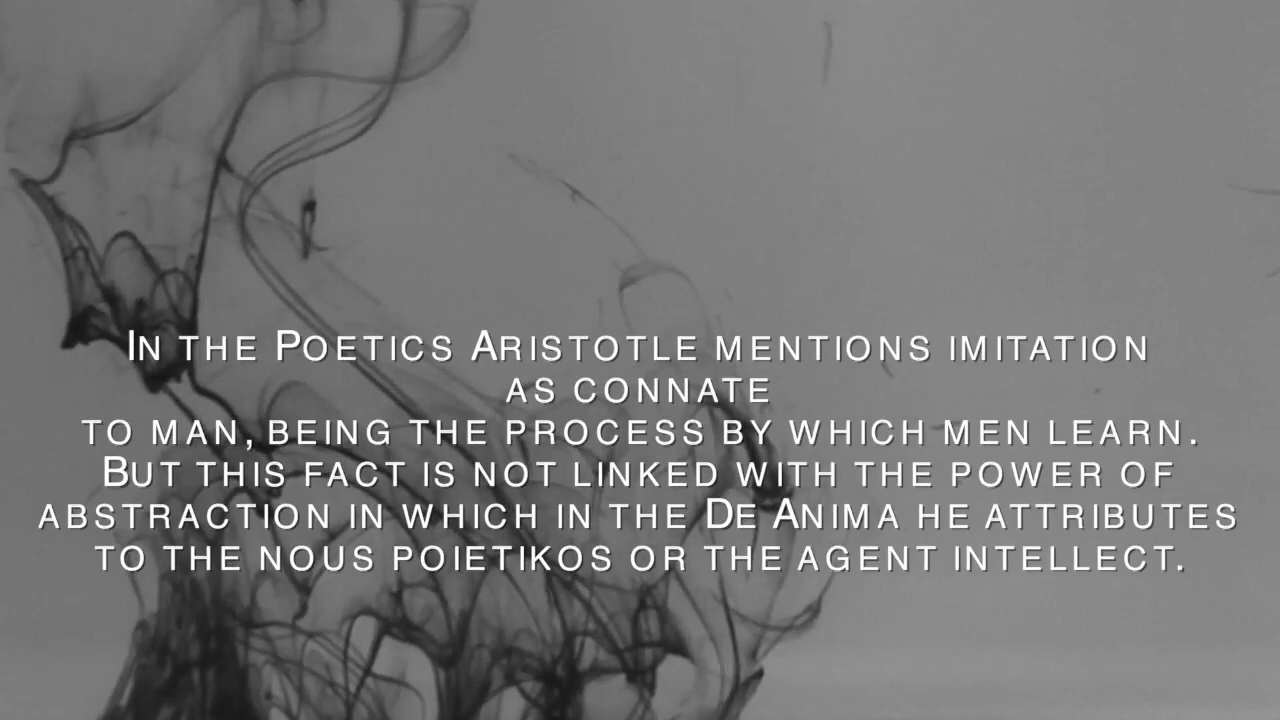 In the Poetics Aristotle mentions imitation
as connate
to man, being the process by which men learn.
But this fact is not linked with the power of
abstraction in which in the De Anima he attributes
to the nous poietikos or the agent intellect.